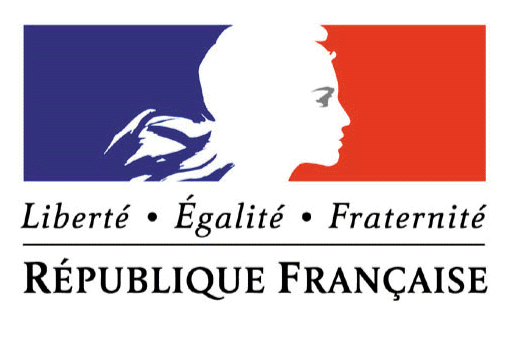 Liberté • Égalité • Fraternité
RÉPUBLIQUE FRANÇAISE